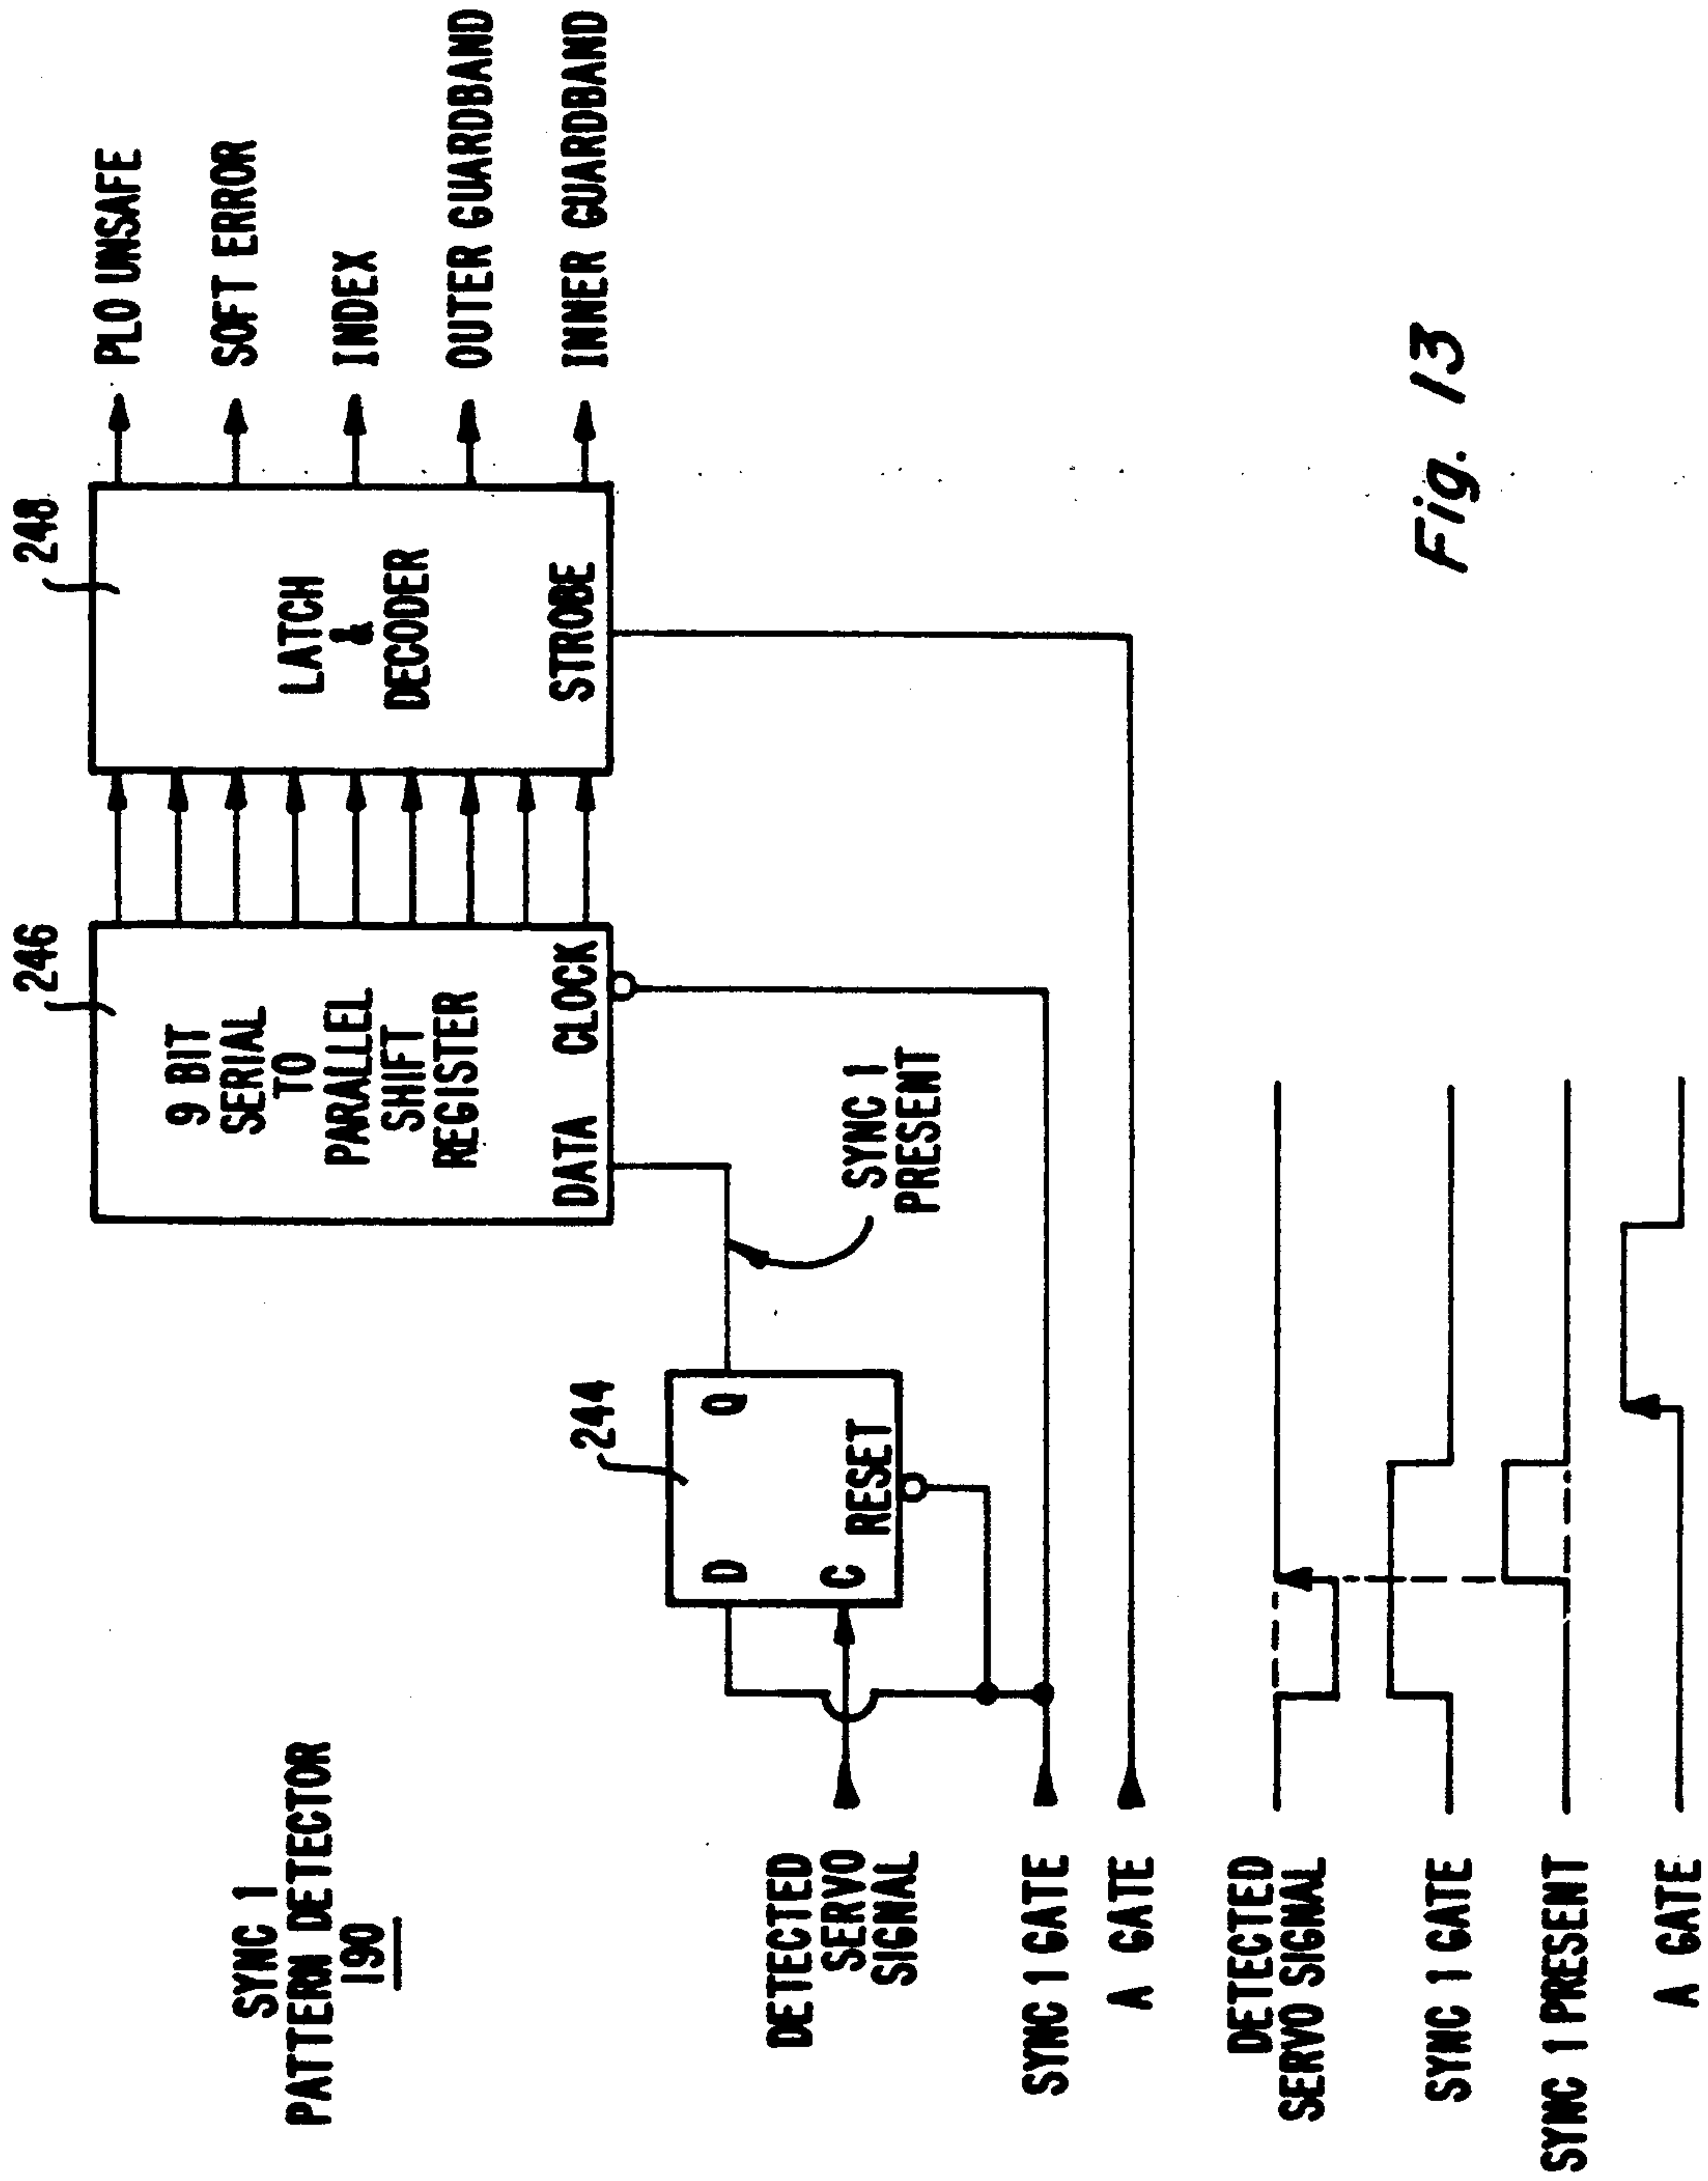 SYNC 1
PATTERN DETECTOR
190
246
9 BIT
SERIAL
TO
PARALLEL
SHIFT
REGISTER
DATA
CLOCK
248
LATCH
&
DECODER
STROBE
PLO UNSAFE
SOFT ERROR
INDEX
OUTER GUARDBAND
INNER GUARDBAND
244
D
Q
C
RESET
SYNC 1
PRESENT
DETECTED
SERVO
SIGNAL
SYNC 1 GATE
A GATE
DETECTED
SERVO SIGNAL
SYNC 1 GATE
SYNC 1 PRESENT
A GATE
Fig. 13